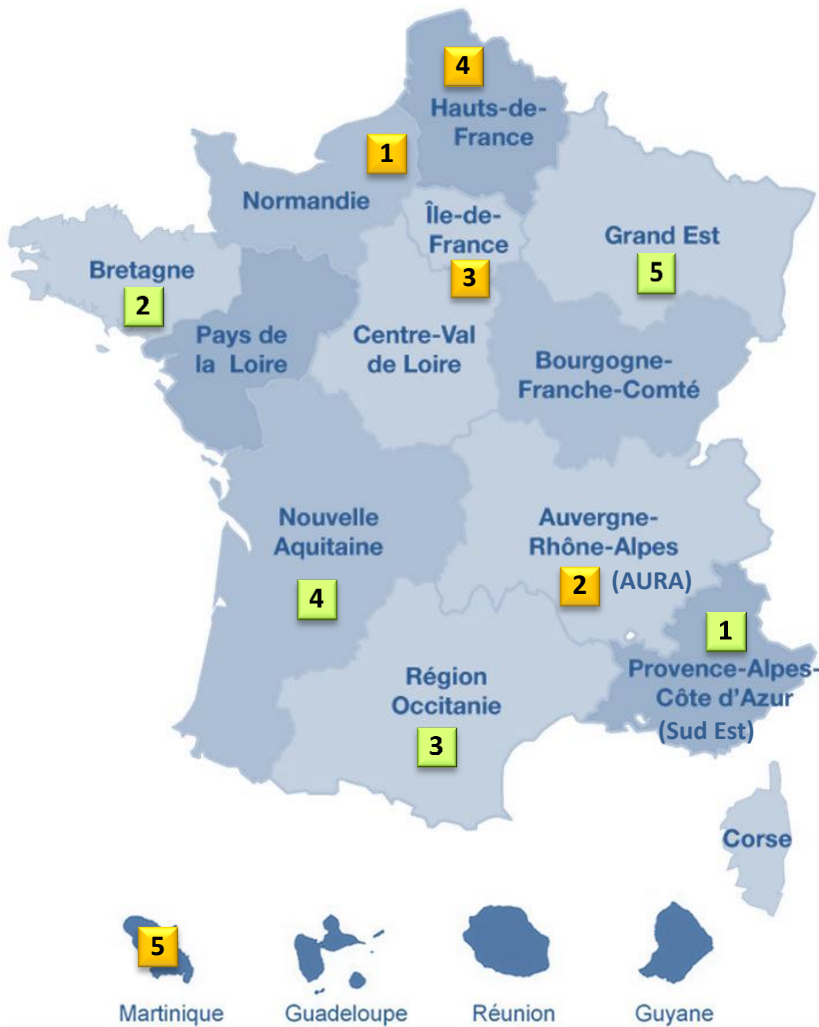 4
Hauts-de-
France
1
Normandie
Île-de-
France
3
Grand Est
5
Bretagne
2
Pays de
la Loire
Centre-Val
de Loire
Bourgogne-
Franche-Comté
Nouvelle
Aquitaine
4
Auvergne-
Rhône-Alpes
2 (AURA)
1
Provence-Alpes-
Côte d'Azur
(Sud Est)
Région
Occitanie
3
Corse
5
Martinique
Guadeloupe
Réunion
Guyane